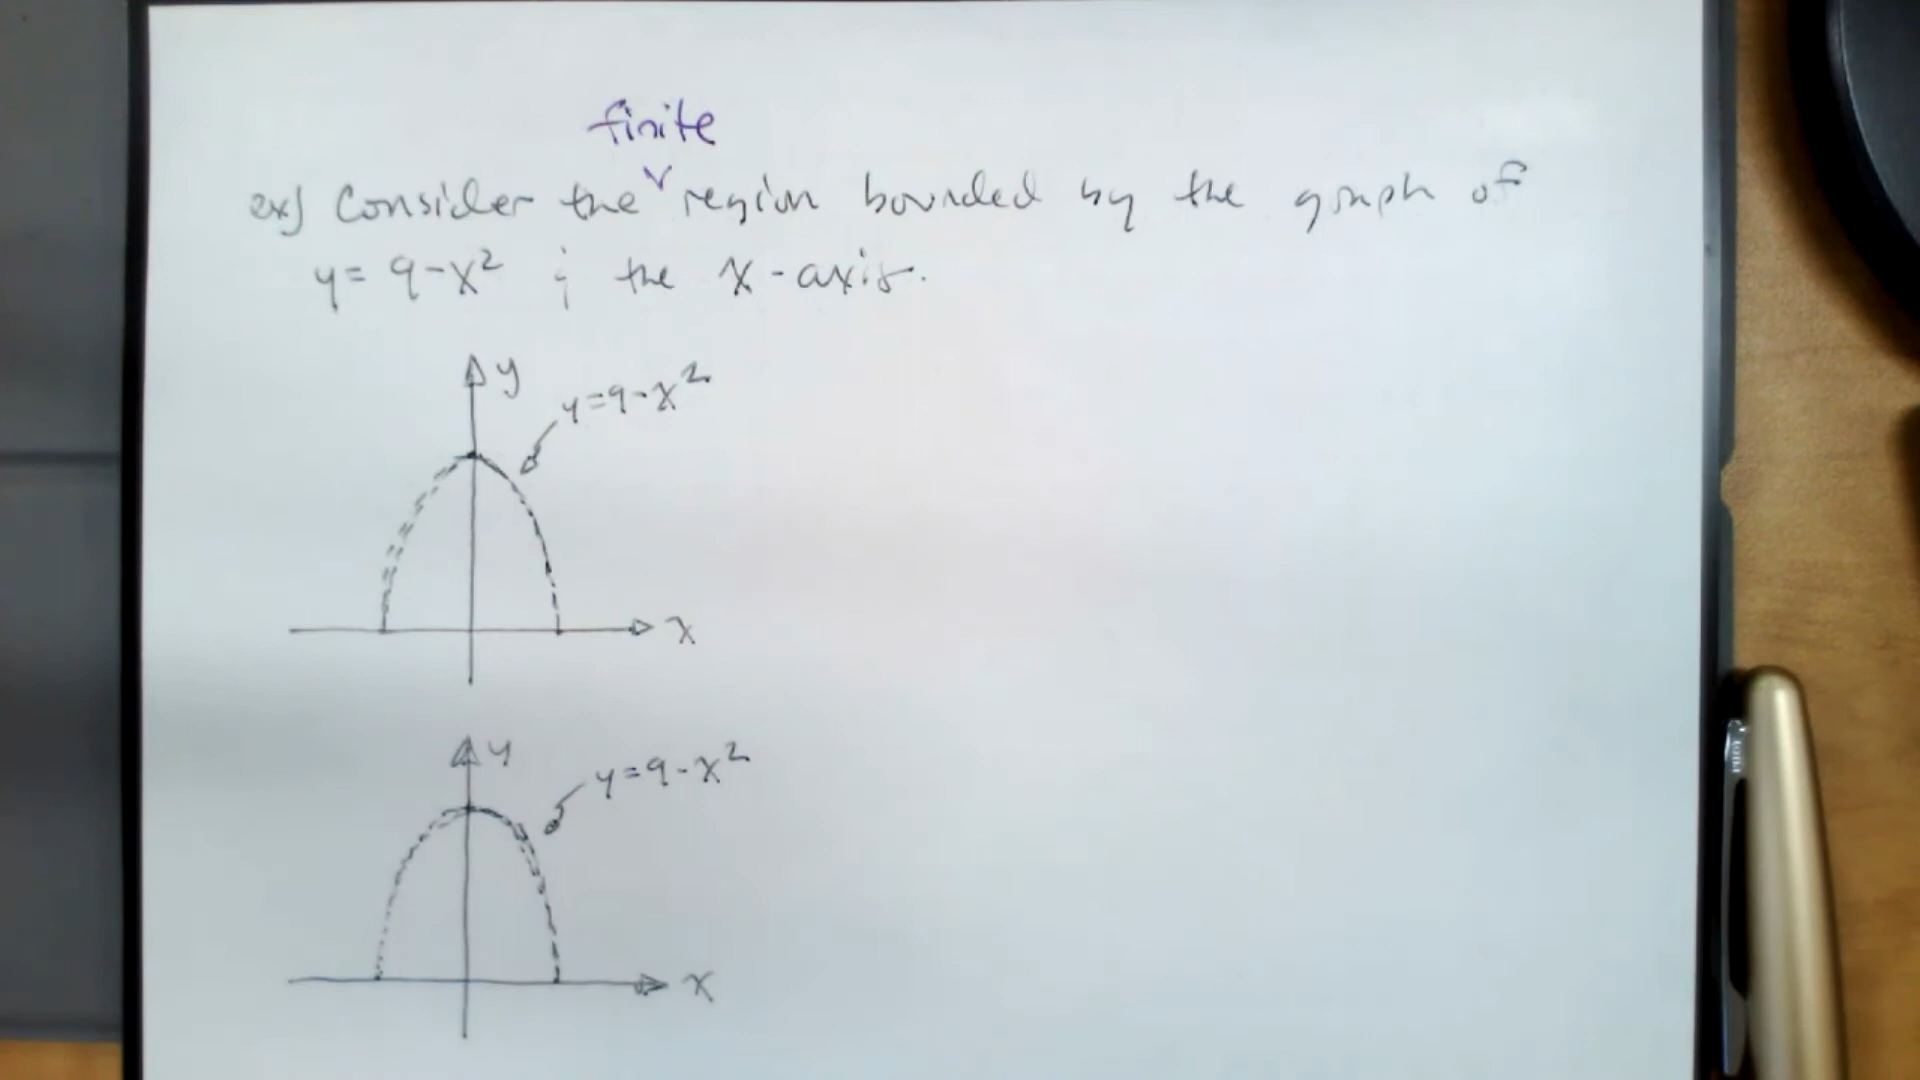 finite
ex) Consider the region bounded by the graph of
y = 9-x² & the x-axis.
y
y=9-x²
x
y
y=9-x²
x